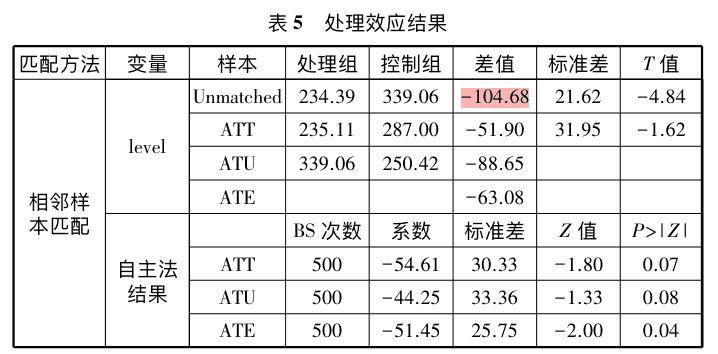 表 5 处理效应结果
匹配方法 变量 样本 处理组 控制组 差值 标准差 T 值
相邻样本匹配 level Unmatched 234.39 339.06 -104.68 21.62 -4.84
ATT 235.11 287.00 -51.90 31.95 -1.62
ATU 339.06 250.42 -88.65
ATE -63.08
自主法结果 BS 次数 系数 标准差 Z 值 P>|Z|
ATT 500 -54.61 30.33 -1.80 0.07
ATU 500 -44.25 33.36 -1.33 0.08
ATE 500 -51.45 25.75 -2.00 0.04